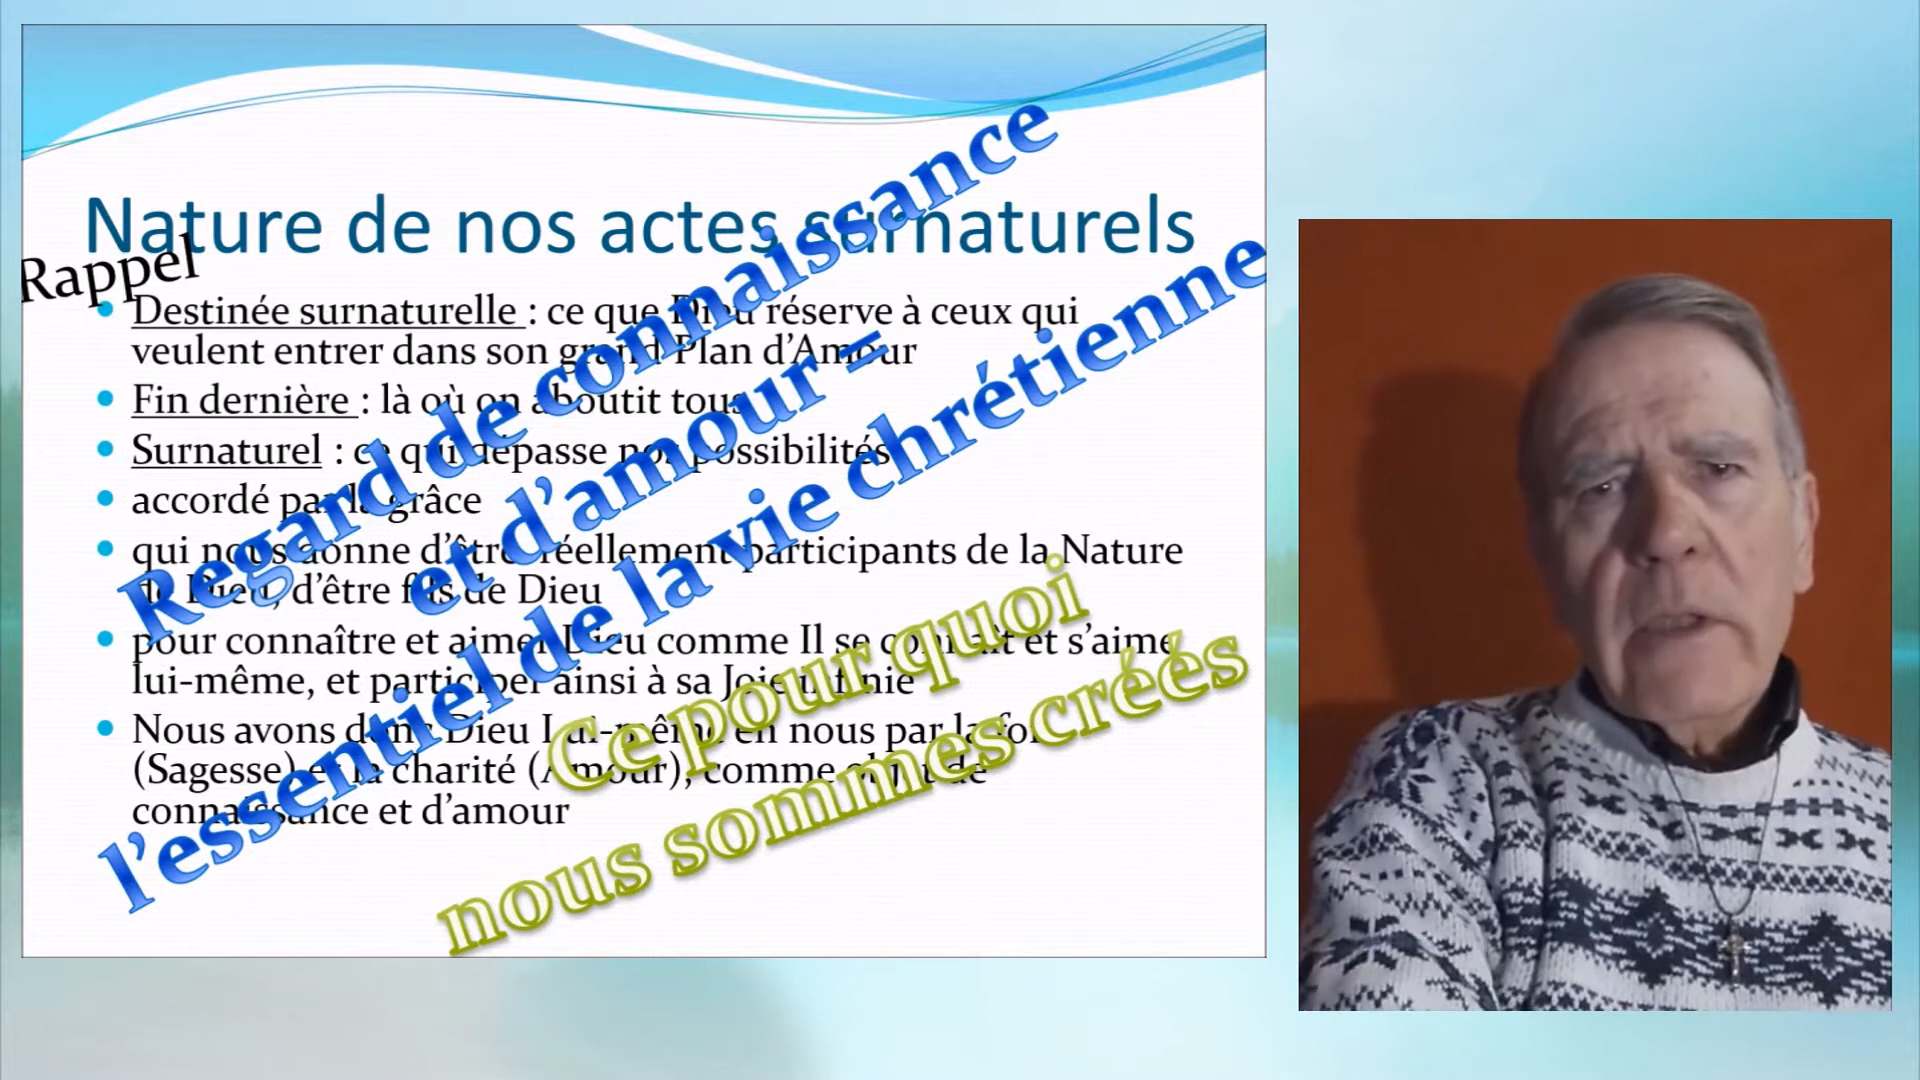 Nature de nos actes surnaturels
Rappel
Destinée surnaturelle : ce que Dieu réserve à ceux qui
veulent entrer dans son grand Plan d’Amour
Fin dernière : là où on aboutit tous
Surnaturel : ce qui dépasse nos possibilités
accordé par la grâce
qui nous donne d’être réellement participants de la Nature
de Dieu, d’être fils de Dieu
pour connaître et aimer Dieu comme Il se connaît et s’aime
lui-même, et participer ainsi à sa Joie infinie
Nous avons donc Dieu Lui-même en nous par la foi
(Sagesse) et la charité (Amour), comme objet de
connaissance et d’amour
Regard de connaissance
et d’amour =
l’essentiel de la vie chrétienne
Ce pour quoi
nous sommes créés